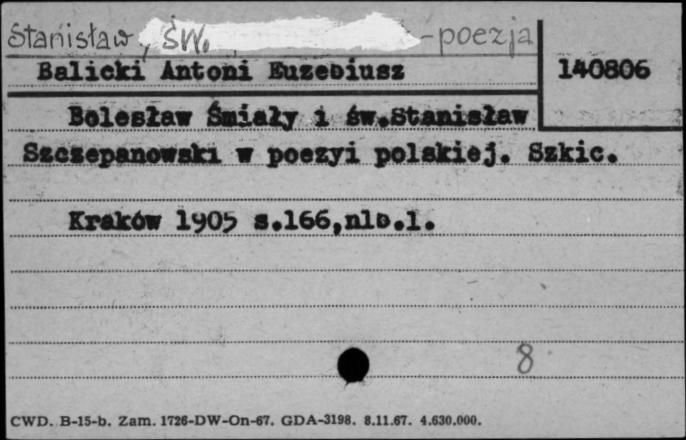 Stanisław, św. -poezja
Balicki Antoni Euzebiusz 140806
Bolesław Śmiały i św.Stanisław
Szczepanowski w poezyi polskiej. Szkic.
Kraków 1905 s.166,nlb.1.
8
CWD. B-15-b. Zam. 1726-DW-On-67. GDA-3198. 8.11.67. 4.630.000.